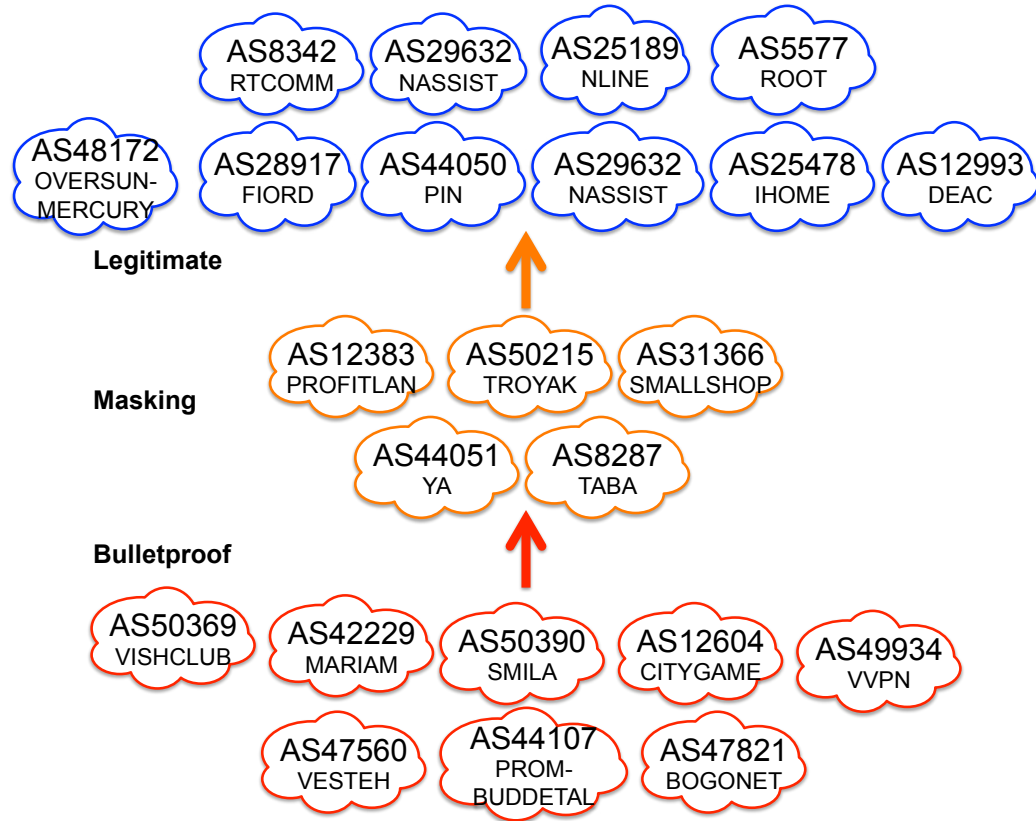 AS8342
RTCOMM
AS29632
NASSIST
AS25189
NLINE
AS5577
ROOT
AS48172
OVERSUN-
MERCURY
AS28917
FIORD
AS44050
PIN
AS29632
NASSIST
AS25478
IHOME
AS12993
DEAC
Legitimate
AS12383
PROFITLAN
AS50215
TROYAK
AS31366
SMALLSHOP
Masking
AS44051
YA
AS8287
TABA
Bulletproof
AS50369
VISHCLUB
AS42229
MARIAM
AS50390
SMILA
AS12604
CITYGAME
AS49934
VVPN
AS47560
VESTEH
AS44107
PROM-
BUDDETAL
AS47821
BOGONET